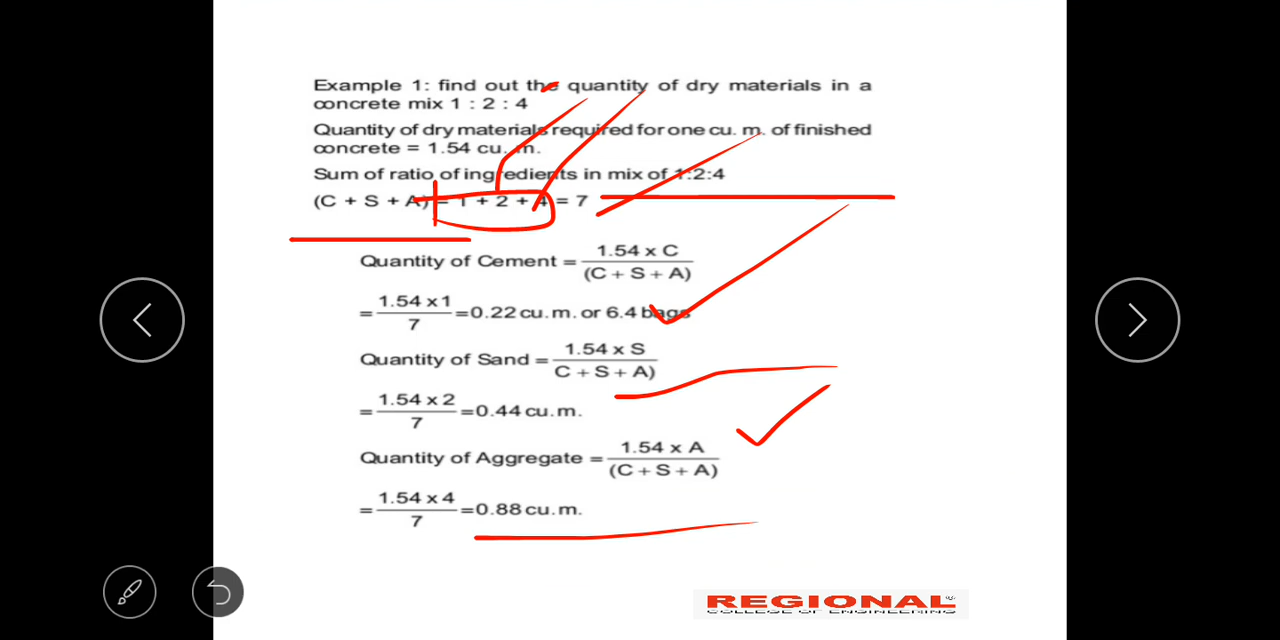 Example 1: find out the quantity of dry materials in a
concrete mix 1 : 2 : 4
Quantity of dry materials required for one cu. m. of finished
concrete = 1.54 cu. m.
Sum of ratio of ingredients in mix of 1:2:4
(C + S + A) = 1 + 2 + 4 = 7
Quantity of Cement = 1.54 x C / (C + S + A)
= 1.54 x 1 / 7 = 0.22 cu. m. or 6.4 bags
Quantity of Sand = 1.54 x S / C + S + A)
= 1.54 x 2 / 7 = 0.44 cu. m.
Quantity of Aggregate = 1.54 x A / (C + S + A)
= 1.54 x 4 / 7 = 0.88 cu. m.
REGIONAL
COLLEGE OF ENGINEERING